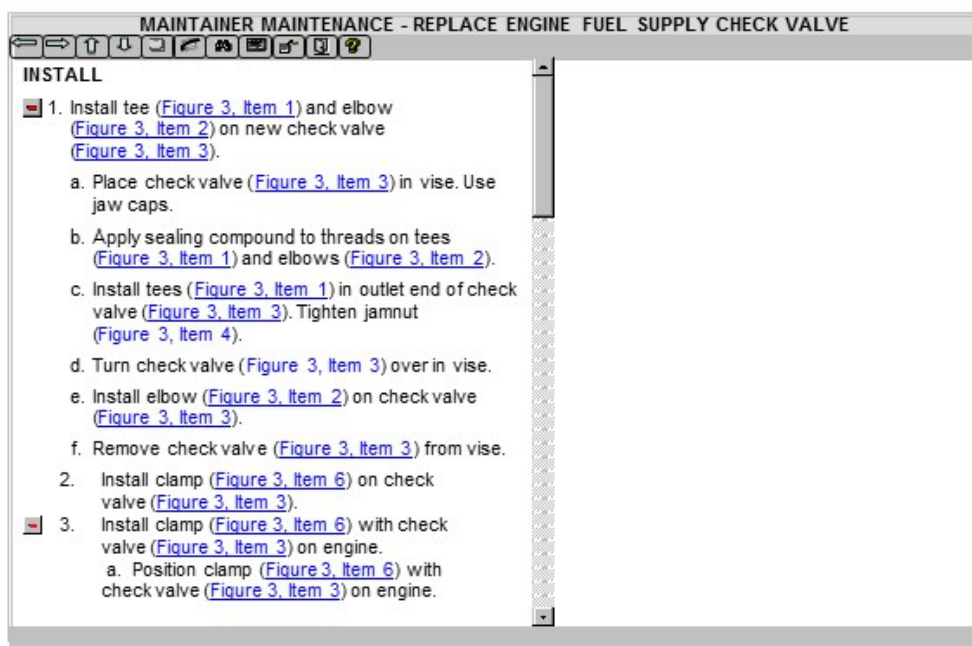 MAINTAINER MAINTENANCE - REPLACE ENGINE FUEL SUPPLY CHECK VALVE
INSTALL
1. Install tee (Figure 3, Item 1) and elbow
(Figure 3, Item 2) on new check valve
(Figure 3, Item 3).
a. Place check valve (Figure 3, Item 3) in vise. Use
jaw caps.
b. Apply sealing compound to threads on tees
(Figure 3, Item 1) and elbows (Figure 3, Item 2).
c. Install tees (Figure 3, Item 1) in outlet end of check
valve (Figure 3, Item 3). Tighten jamnut
(Figure 3, Item 4).
d. Turn check valve (Figure 3, Item 3) over in vise.
e. Install elbow (Figure 3, Item 2) on check valve
(Figure 3, Item 3).
f. Remove check valve (Figure 3, Item 3) from vise.
2. Install clamp (Figure 3, Item 6) on check
valve (Figure 3, Item 3).
3. Install clamp (Figure 3, Item 6) with check
valve (Figure 3, Item 3) on engine.
a. Position clamp (Figure 3, Item 6) with
check valve (Figure 3, Item 3) on engine.